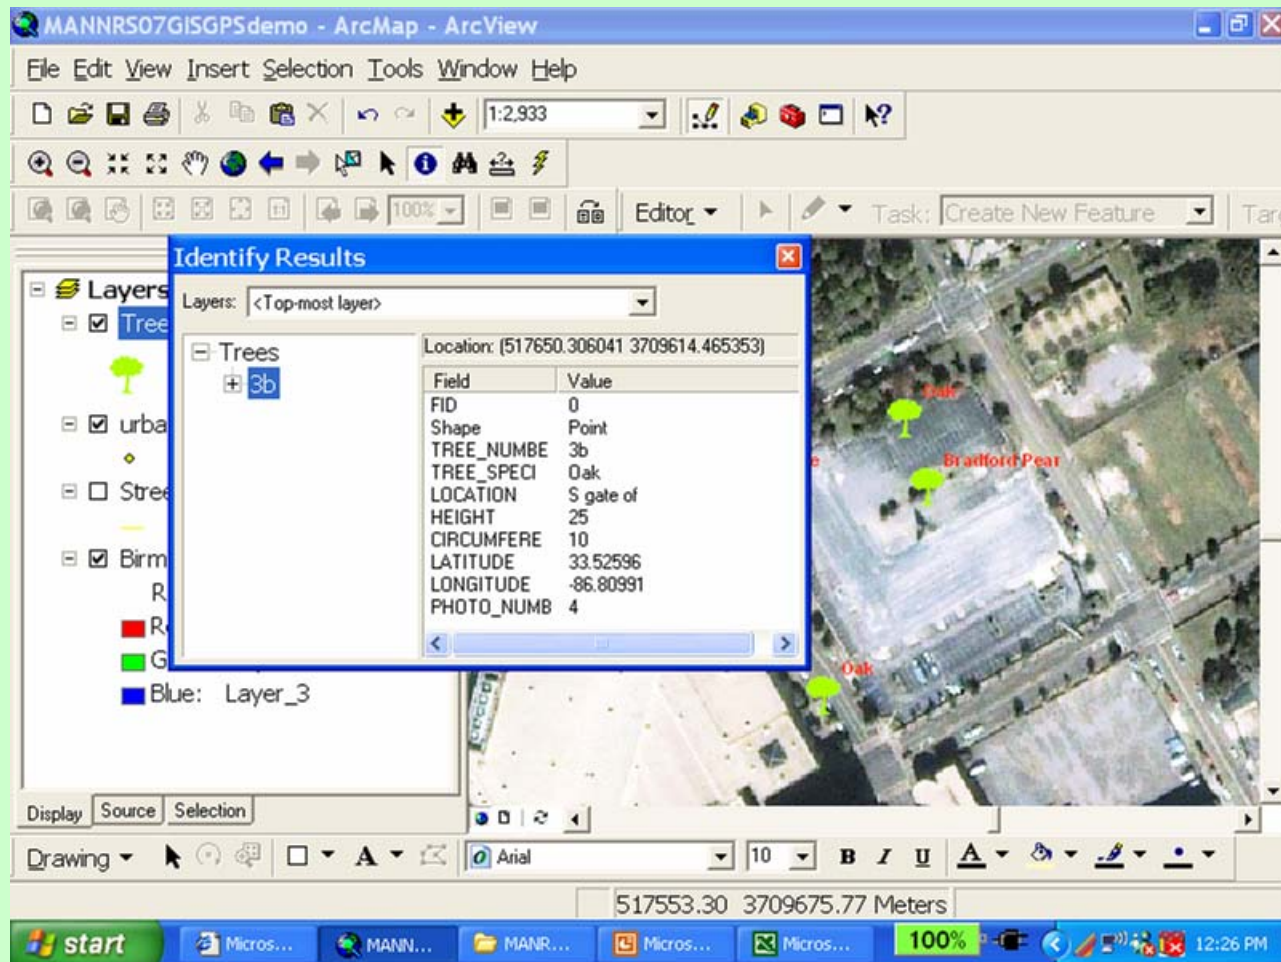 MANNRS07GISGPSdemo - ArcMap - ArcView
File Edit View Insert Selection Tools Window Help
1:2,933
100% Editor Task: Create New Feature Tar
Identify Results
Layers: <Top-most layer>
Layers
Tree
urba
Stree
Birm
R
R
G
Blue: Layer_3
Trees
3b
Location: (517650.306041 3709614.465353)
Field Value
FID 0
Shape Point
TREE_NUMBE 3b
TREE_SPECI Oak
LOCATION S gate of
HEIGHT 25
CIRCUMFERE 10
LATITUDE 33.52596
LONGITUDE -86.80991
PHOTO_NUMB 4
Oak
e Bradford Pear
Oak
Display Source Selection
Drawing A Arial 10 B I U A
517553.30 3709675.77 Meters
start Micros... MANN... MANR... Micros... Micros... 100% 12:26 PM